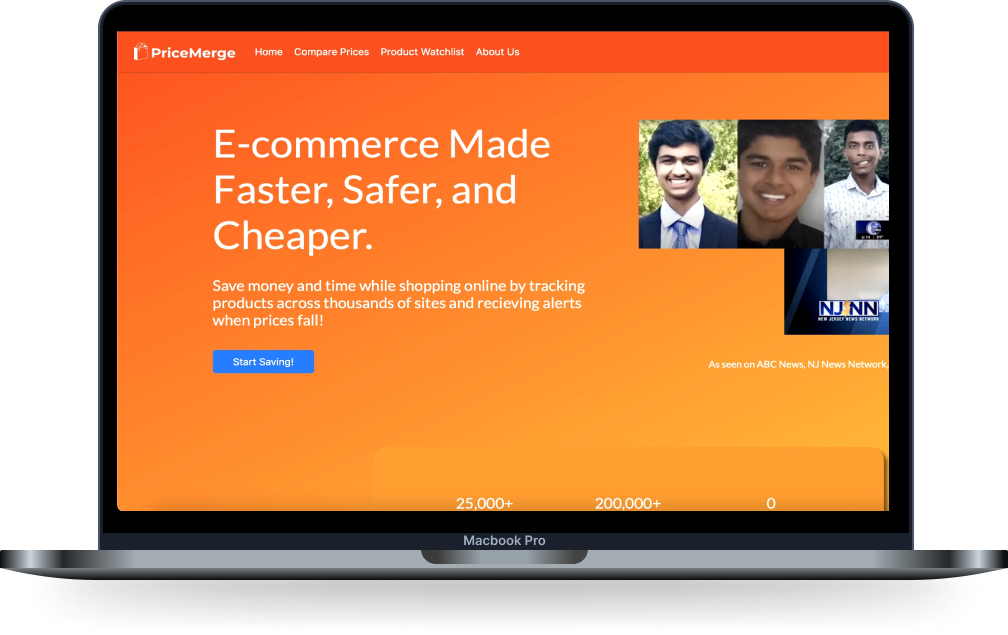 PriceMerge
Home Compare Prices Product Watchlist About Us
E-commerce Made
Faster, Safer, and
Cheaper.
Save money and time while shopping online by tracking
products across thousands of sites and recieving alerts
when prices fall!
Start Saving!
NJNN
NEW JERSEY NEWS NETWORK
As seen on ABC News, NJ News Network,
25,000+ 200,000+ 0
Macbook Pro